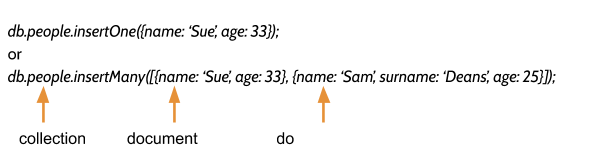 db.people.insertOne({name: ‘Sue’, age: 33});
or
db.people.insertMany([{name: ‘Sue’, age: 33}, {name: ‘Sam’, surname: ‘Deans’, age: 25}]);
collection document do